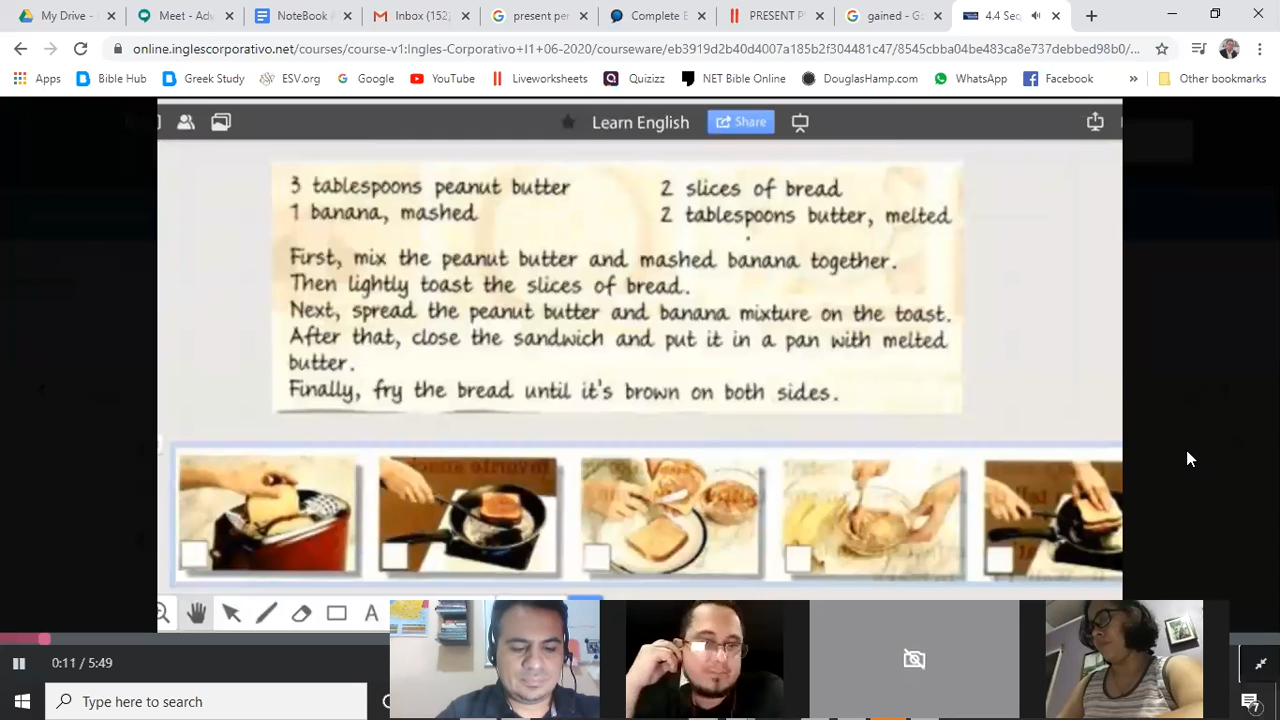 My Drive -
Meet - Adv
NoteBook
Inbox (152
present per
Complete E
PRESENT P
gained - Go
4.4 Seq
online.inglescorporativo.net/courses/course-v1:Ingles-Corporativo+I1+06-2020/courseware/eb3919d2b40d4007a185b2f304481c47/8545cbba04be483ca8e737debbed98b0/...
Apps
Bible Hub
Greek Study
ESV.org
Google
YouTube
Liveworksheets
Quizizz
NET Bible Online
DouglasHamp.com
WhatsApp
Facebook
»
Other bookmarks
Learn English
Share
3 tablespoons peanut butter
2 slices of bread
1 banana, mashed
2 tablespoons butter, melted
First, mix the peanut butter and mashed banana together.
Then lightly toast the slices of bread.
Next, spread the peanut butter and banana mixture on the toast.
After that, close the sandwich and put it in a pan with melted
butter.
Finally, fry the bread until it's brown on both sides.
A
0:11 / 5:49
Type here to search
7